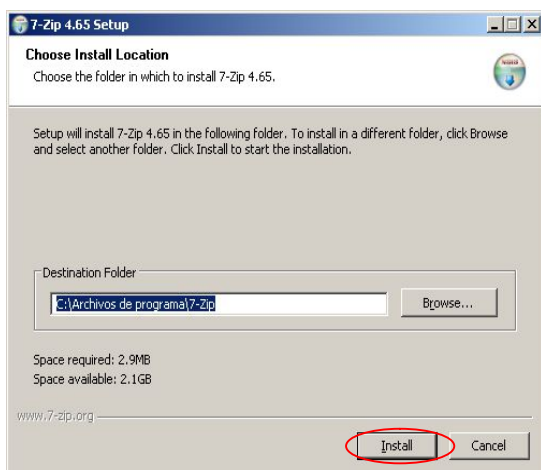 7-Zip 4.65 Setup
Choose Install Location
Choose the folder in which to install 7-Zip 4.65.
Setup will install 7-Zip 4.65 in the following folder. To install in a different folder, click Browse
and select another folder. Click Install to start the installation.
Destination Folder
C:\Archivos de programa\7-Zip
Browse...
Space required: 2.9MB
Space available: 2.1GB
www.7-zip.org
Install
Cancel